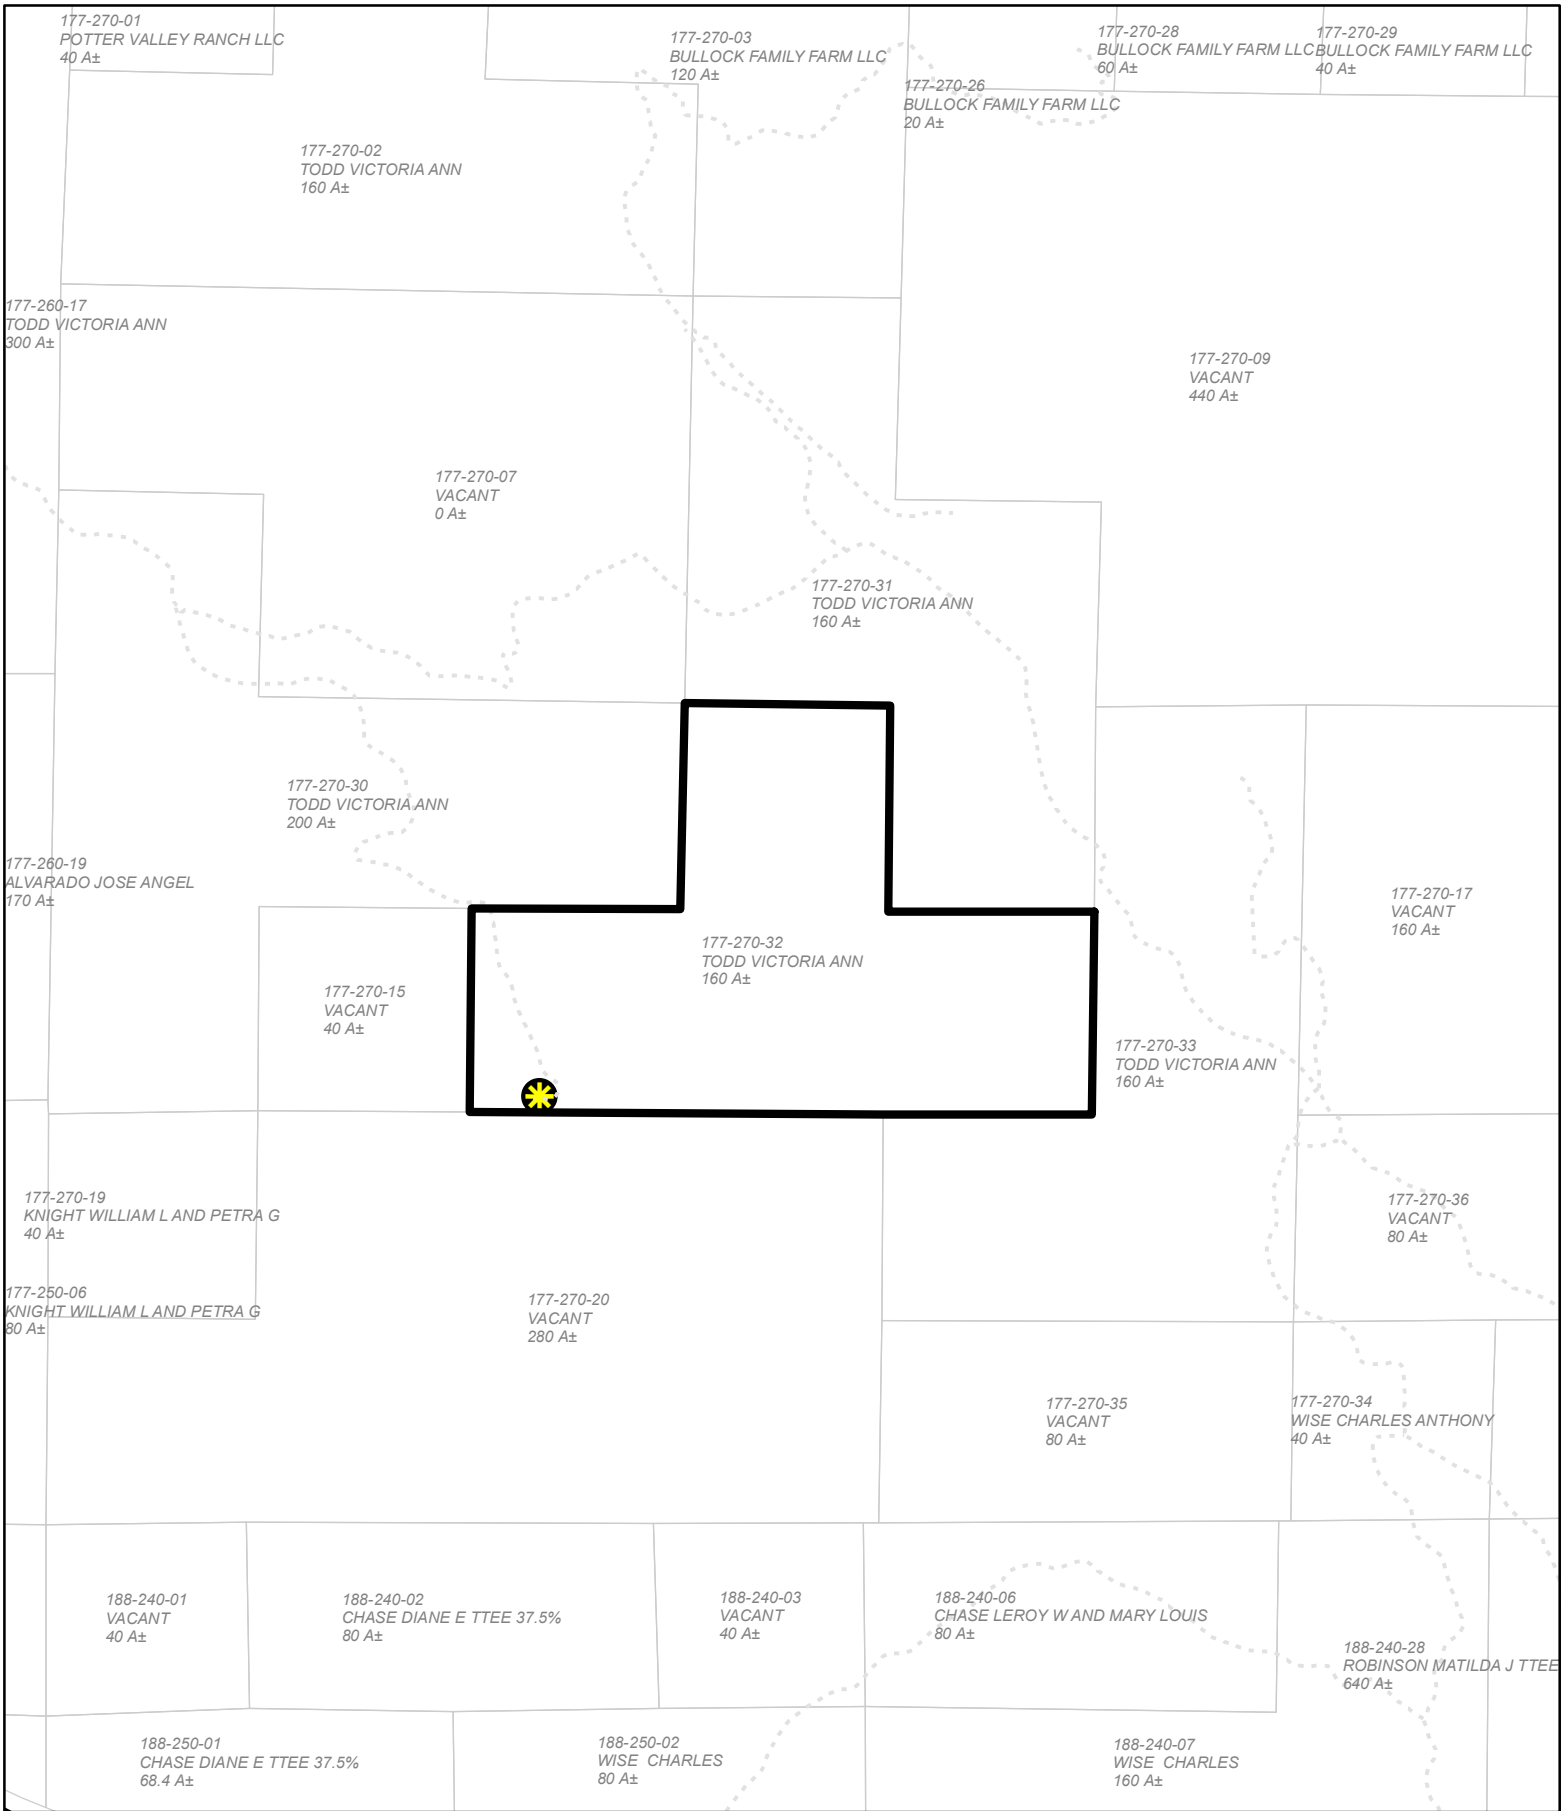 177-270-01
POTTER VALLEY RANCH LLC
40 A±
177-270-03
BULLOCK FAMILY FARM LLC
120 A±
177-270-28
BULLOCK FAMILY FARM LLC
60 A±
177-270-29
BULLOCK FAMILY FARM LLC
40 A±
177-270-26
BULLOCK FAMILY FARM LLC
20 A±
177-270-02
TODD VICTORIA ANN
160 A±
177-260-17
TODD VICTORIA ANN
300 A±
177-270-09
VACANT
440 A±
177-270-07
VACANT
0 A±
177-270-31
TODD VICTORIA ANN
160 A±
177-270-30
TODD VICTORIA ANN
200 A±
177-260-19
ALVARADO JOSE ANGEL
170 A±
177-270-17
VACANT
160 A±
177-270-32
TODD VICTORIA ANN
160 A±
177-270-15
VACANT
40 A±
177-270-33
TODD VICTORIA ANN
160 A±
177-270-19
KNIGHT WILLIAM L AND PETRA G
40 A±
177-270-36
VACANT
80 A±
177-250-06
KNIGHT WILLIAM L AND PETRA G
80 A±
177-270-20
VACANT
280 A±
177-270-35
VACANT
80 A±
177-270-34
WISE CHARLES ANTHONY
40 A±
188-240-01
VACANT
40 A±
188-240-02
CHASE DIANE E TTEE 37.5%
80 A±
188-240-03
VACANT
40 A±
188-240-06
CHASE LEROY W AND MARY LOUIS
80 A±
188-240-28
ROBINSON MATILDA J TTEE
640 A±
188-250-01
CHASE DIANE E TTEE 37.5%
68.4 A±
188-250-02
WISE  CHARLES
80 A±
188-240-07
WISE  CHARLES
160 A±